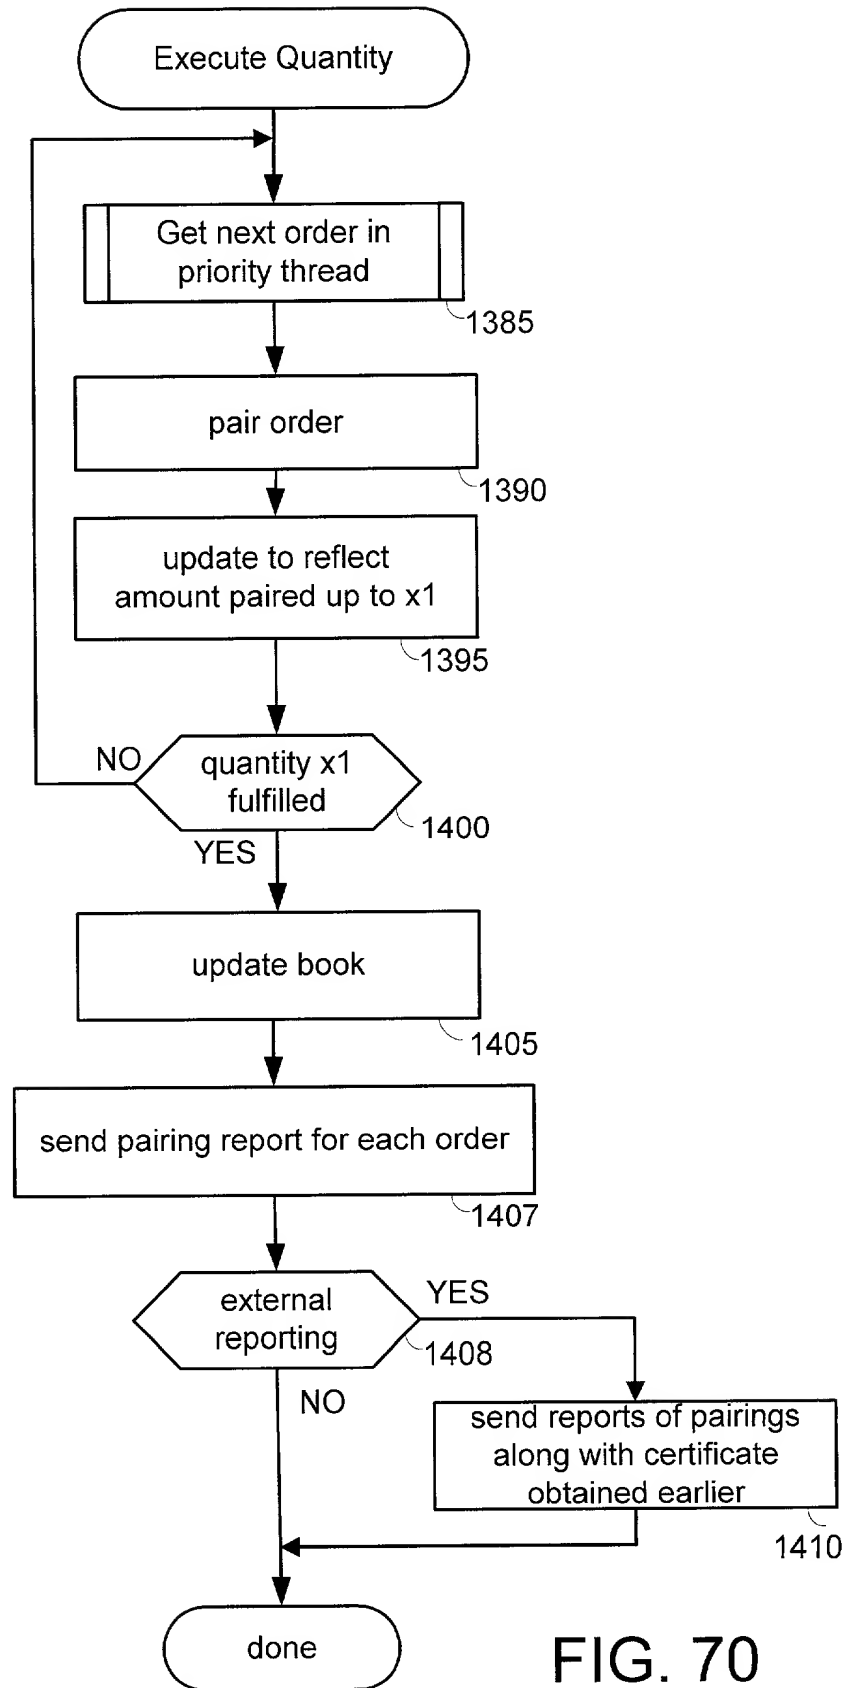 Execute Quantity
Get next order in
priority thread
1385
pair order
1390
update to reflect
amount paired up to x1
1395
NO
quantity x1
fulfilled
1400
YES
update book
1405
send pairing report for each order
1407
external
reporting
YES
1408
NO
send reports of pairings
along with certificate
obtained earlier
1410
done
FIG. 70